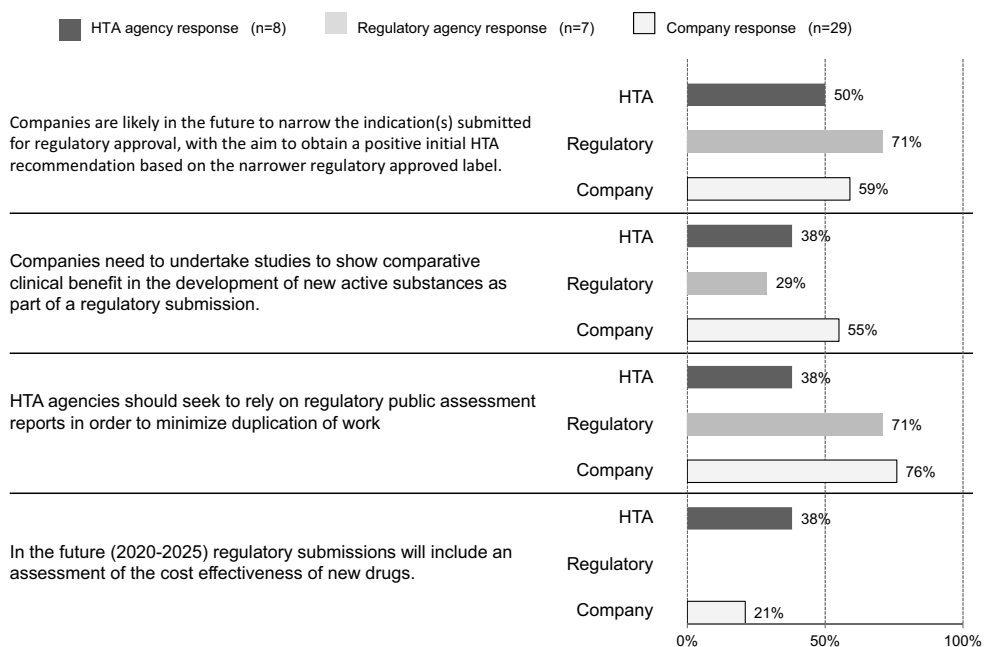 HTA agency response (n=8) Regulatory agency response (n=7) Company response (n=29)
HTA 50%
Companies are likely in the future to narrow the indication(s) submitted
for regulatory approval, with the aim to obtain a positive initial HTA
recommendation based on the narrower regulatory approved label.
Regulatory 71%
Company 59%
HTA 38%
Companies need to undertake studies to show comparative
clinical benefit in the development of new active substances as
part of a regulatory submission.
Regulatory 29%
Company 55%
HTA 38%
HTA agencies should seek to rely on regulatory public assessment
reports in order to minimize duplication of work
Regulatory 71%
Company 76%
HTA 38%
In the future (2020-2025) regulatory submissions will include an
assessment of the cost effectiveness of new drugs.
Regulatory
Company 21%
0% 50% 100%